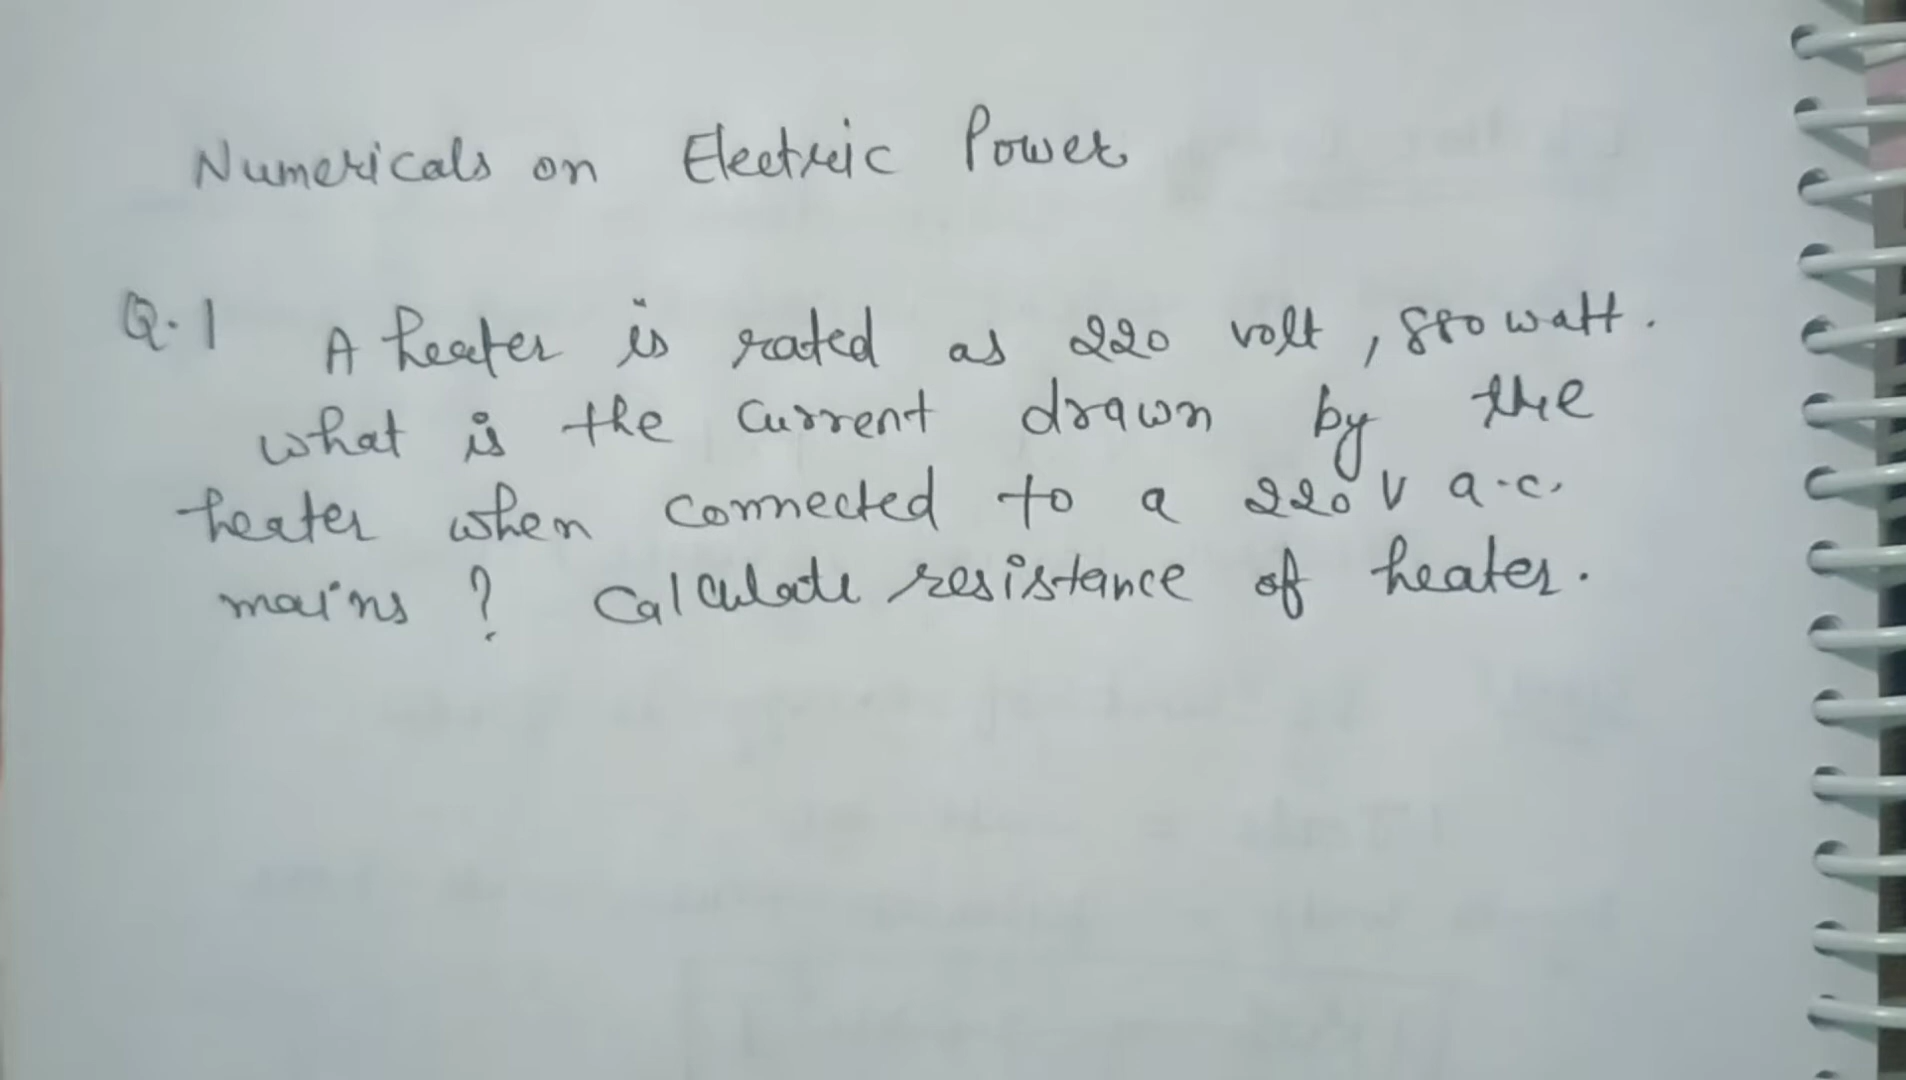 Numericals on Electric Power
Q.1 A heater is rated as 220 volt, 880 watt.
what is the current drawn by the
heater when connected to a 220 V a.c.
mains ? Calculate resistance of heater.